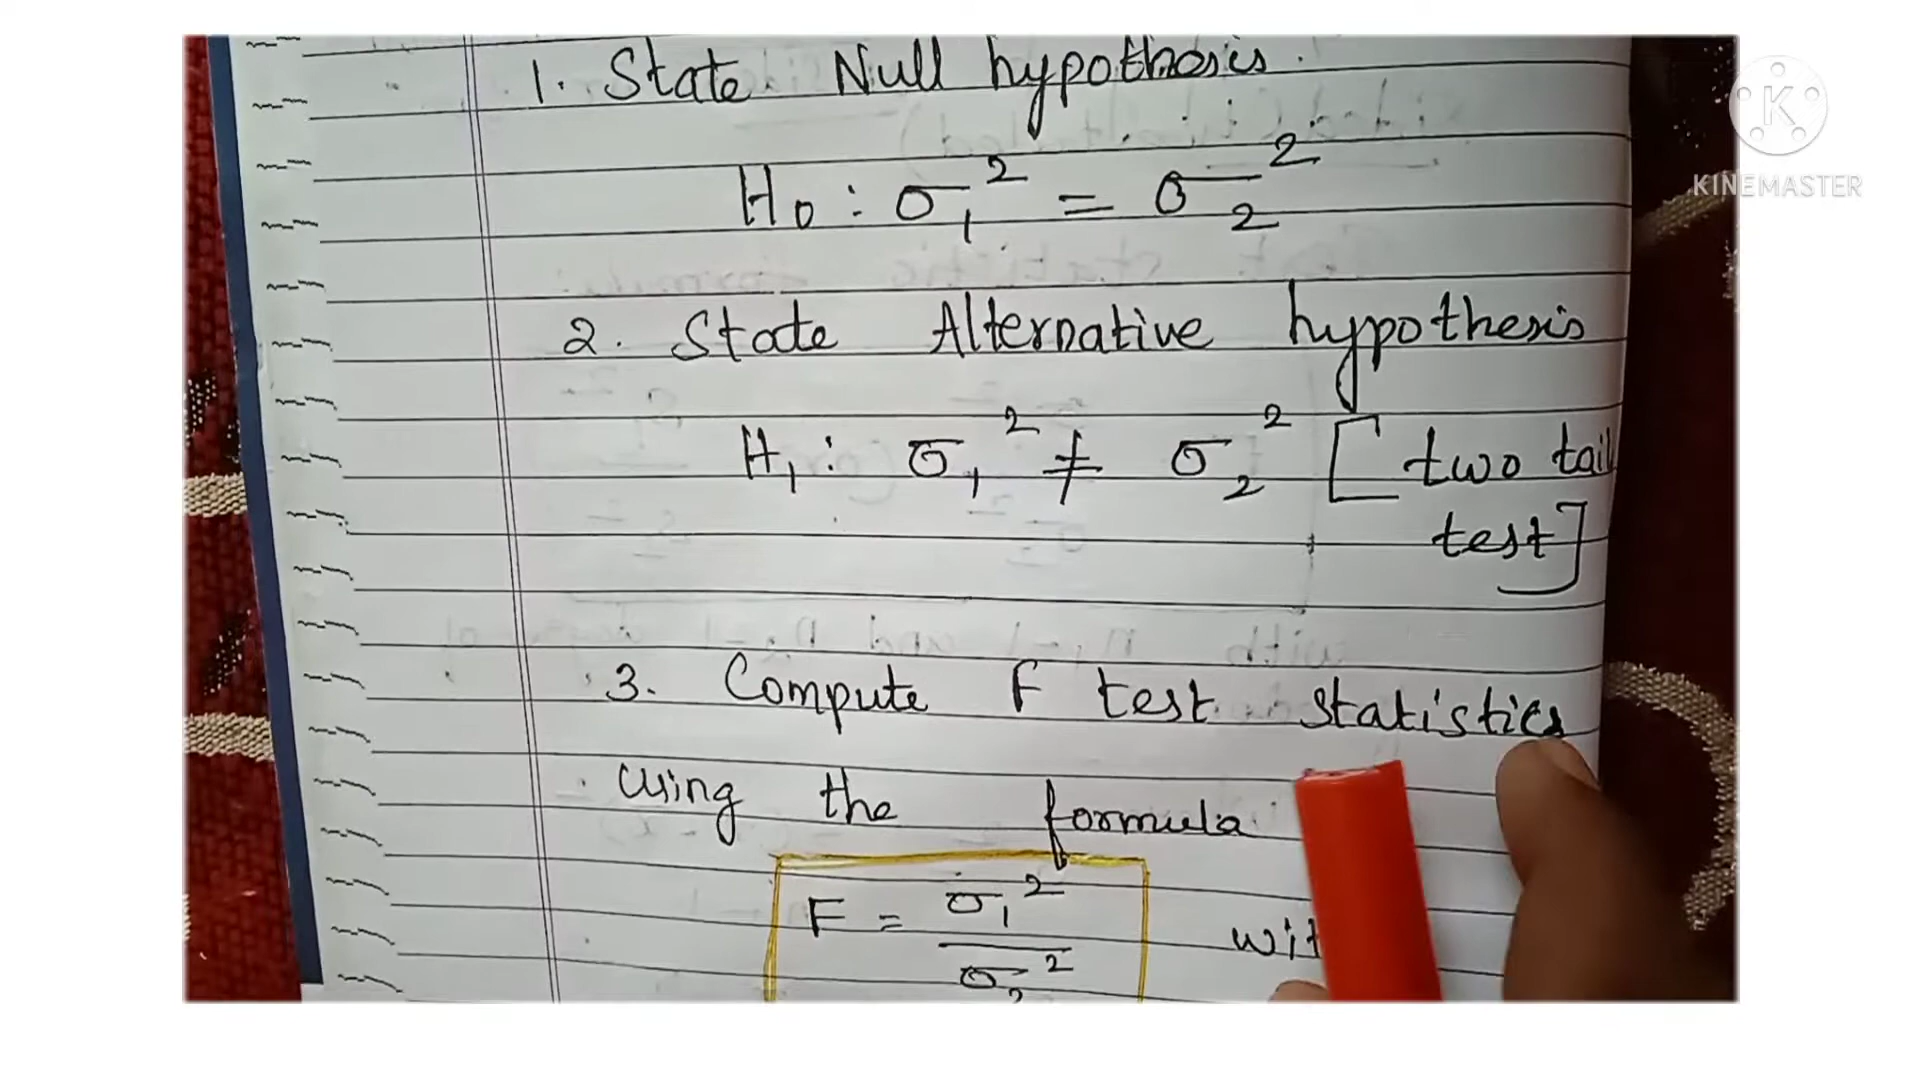 1. State Null hypothesis.
H₀ : σ₁² = σ₂²
2. State Alternative hypothesis
H₁ : σ₁² ≠ σ₂² [two tail
test]
3. Compute F test statistics
using the formula
F = σ₁² / σ₂²
K
KINEMASTER